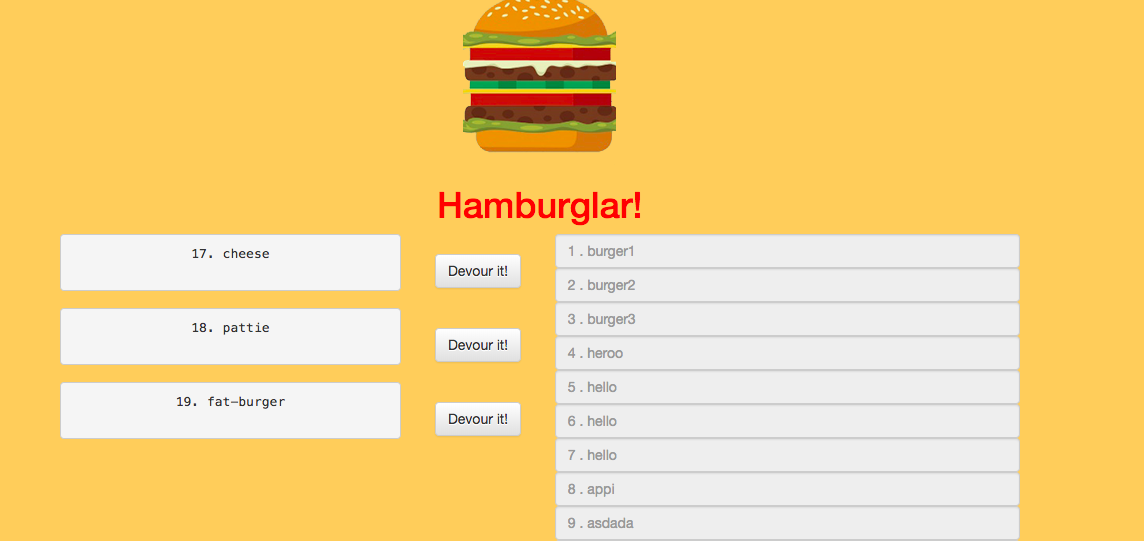 Hamburglar!
17. cheese
Devour it!
18. pattie
Devour it!
19. fat-burger
Devour it!
1 . burger1
2 . burger2
3 . burger3
4 . heroo
5 . hello
6 . hello
7 . hello
8 . appi
9 . asdada